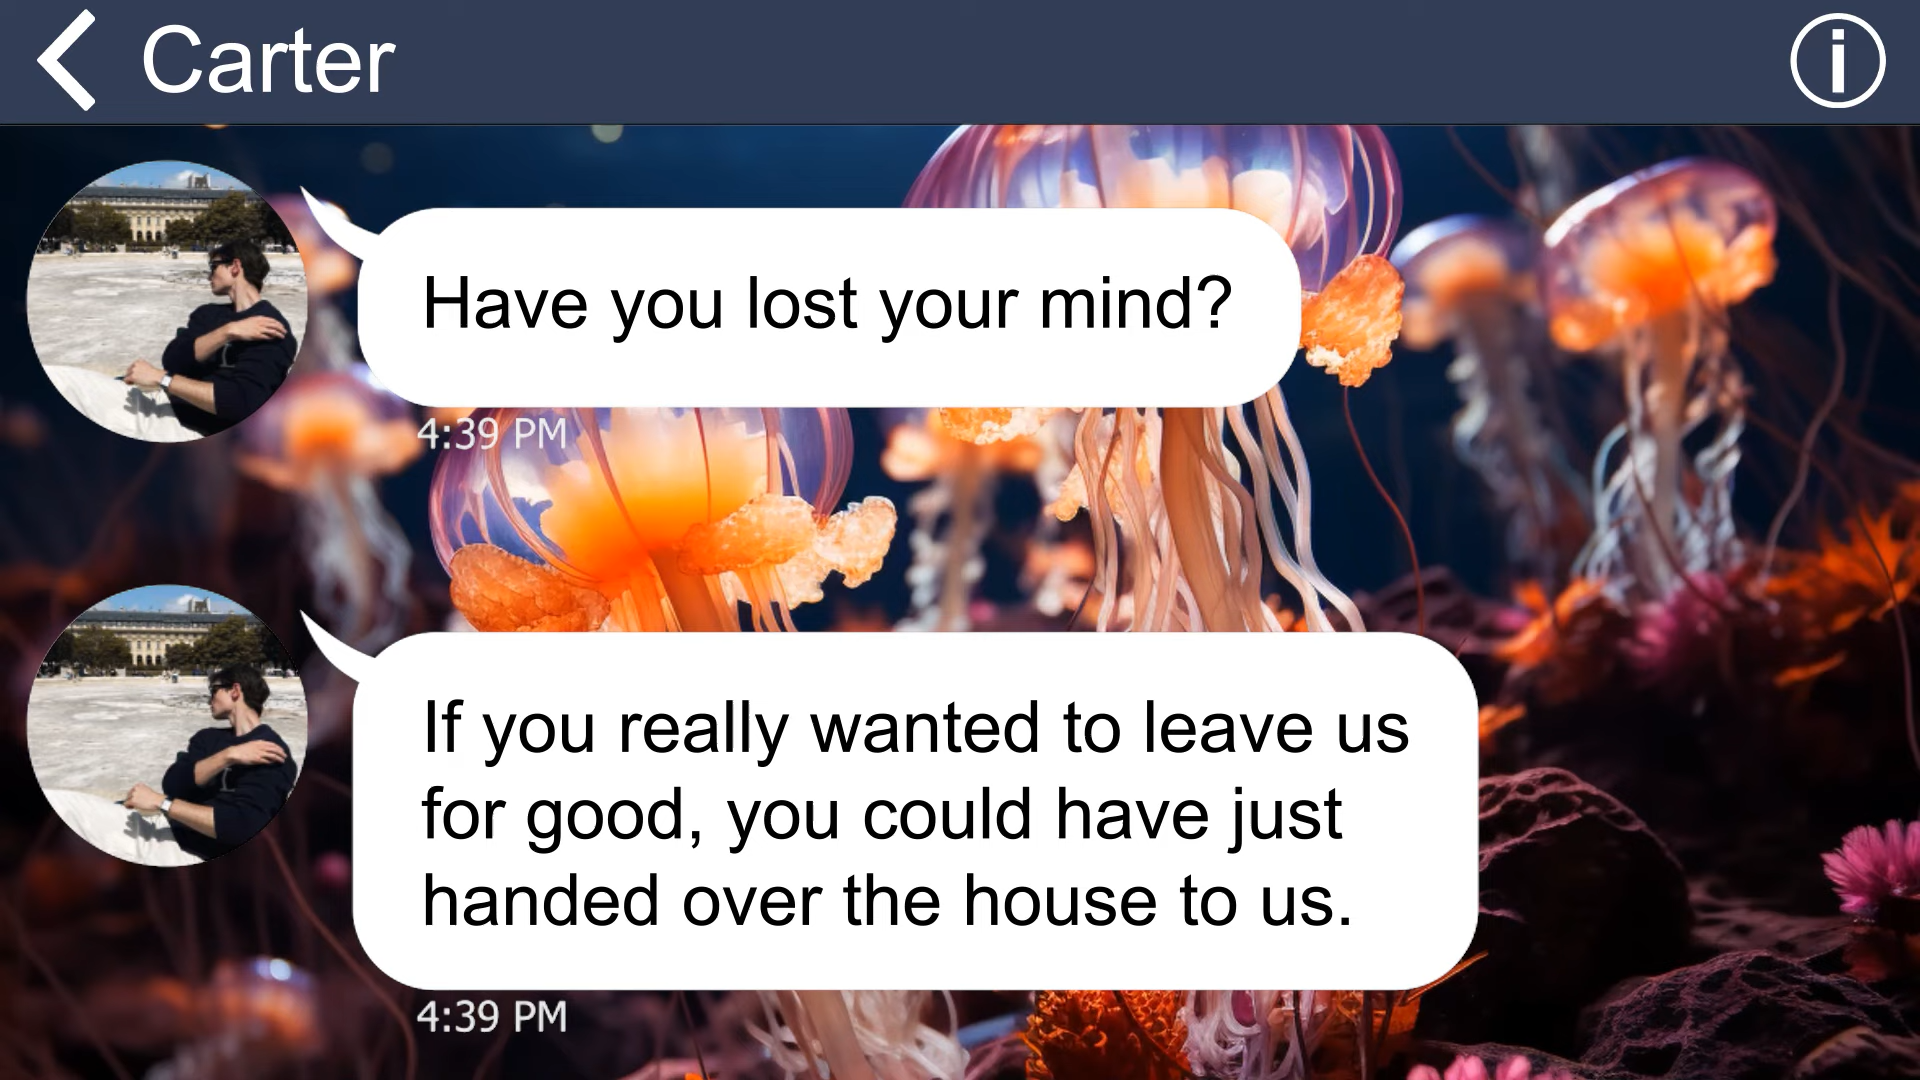 Carter
Have you lost your mind?
4:39 PM
If you really wanted to leave us
for good, you could have just
handed over the house to us.
4:39 PM